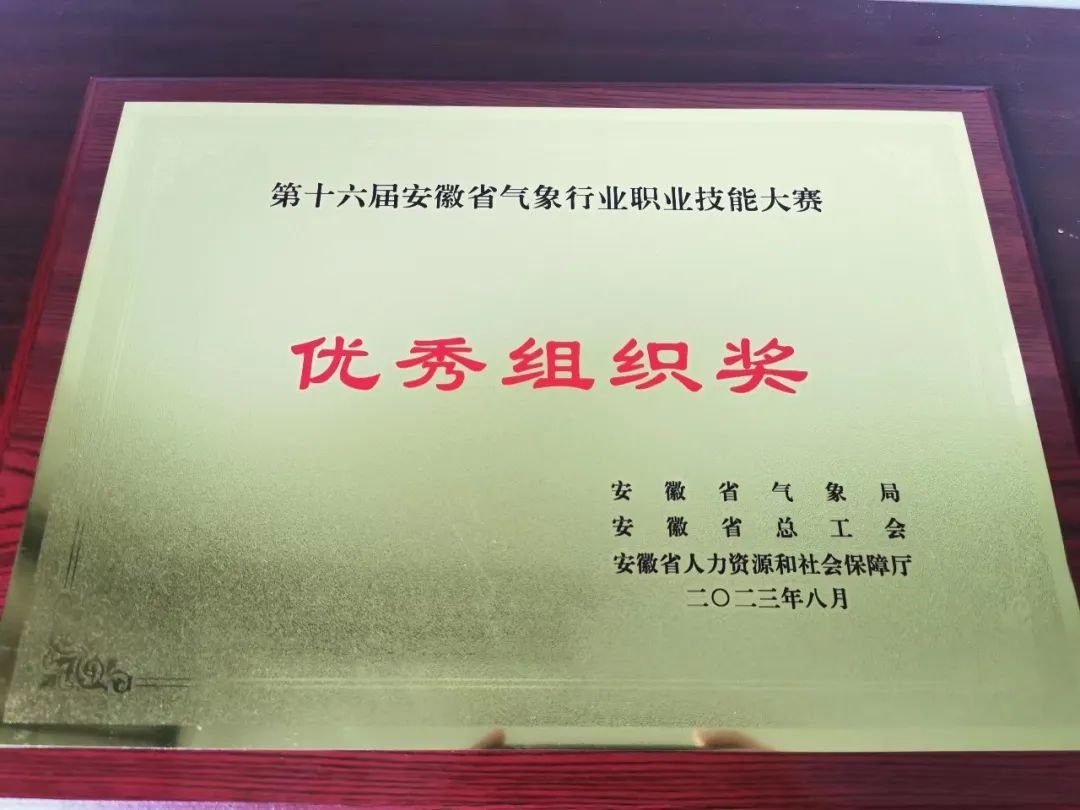 第十六届安徽省气象行业职业技能大赛
优秀组织奖
安徽省气象局
安徽省总工会
安徽省人力资源和社会保障厅
二〇二三年八月